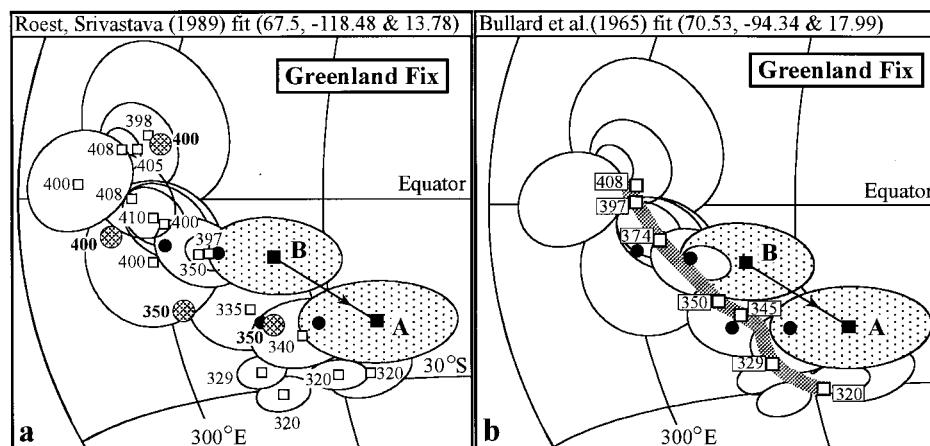 Roest, Srivastava (1989) fit (67.5, -118.48 & 13.78)
Greenland Fix
398
400
408
405
400
408
Equator
410
400
400
397
B
400
350
350
335
350
340
A
329
320
320
30°S
320
a
300°E
Bullard et al.(1965) fit (70.53, -94.34 & 17.99)
Greenland Fix
408
Equator
397
374
B
350
345
A
329
320
b
300°E